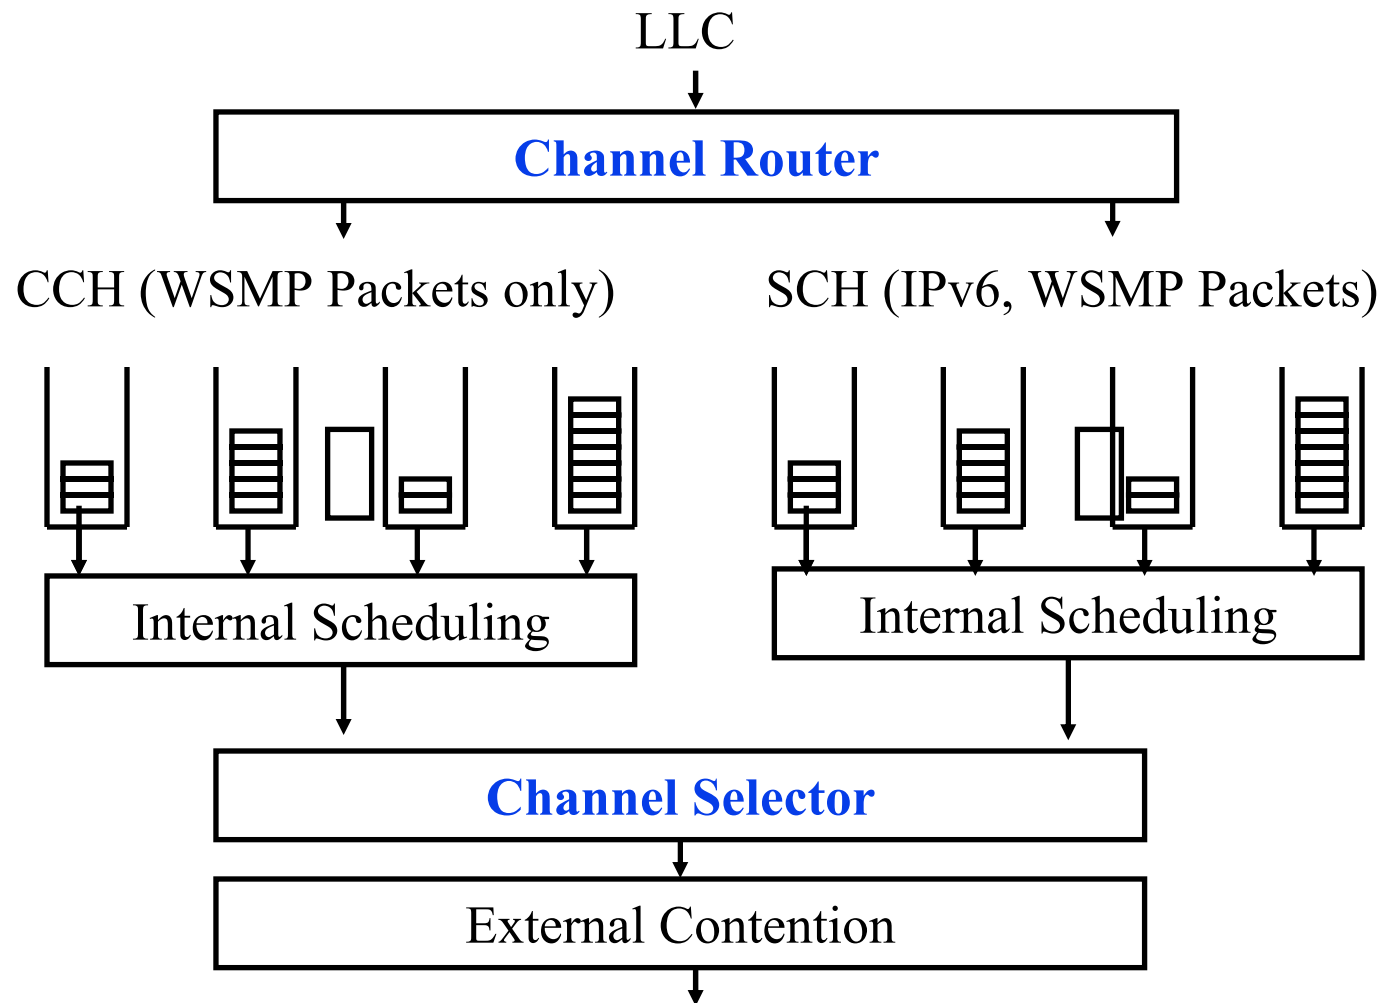 LLC
Channel Router
CCH (WSMP Packets only)
SCH (IPv6, WSMP Packets)
Internal Scheduling
Internal Scheduling
Channel Selector
External Contention